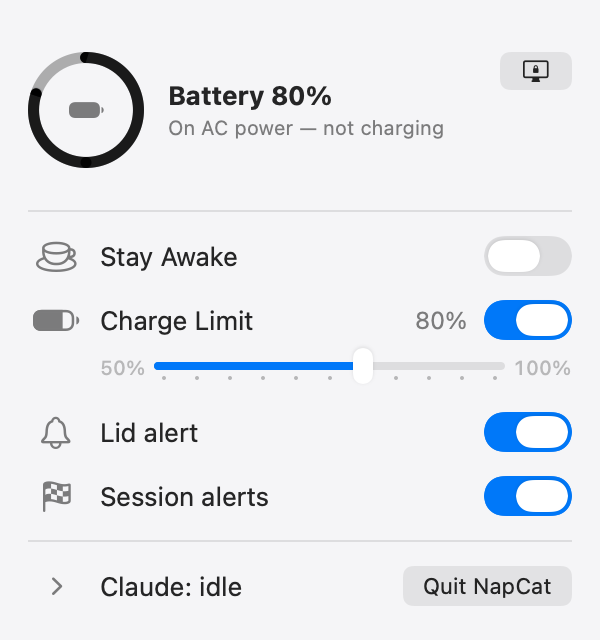 Battery 80%
On AC power — not charging
Stay Awake
Charge Limit 80%
50% 100%
Lid alert
Session alerts
Claude: idle Quit NapCat